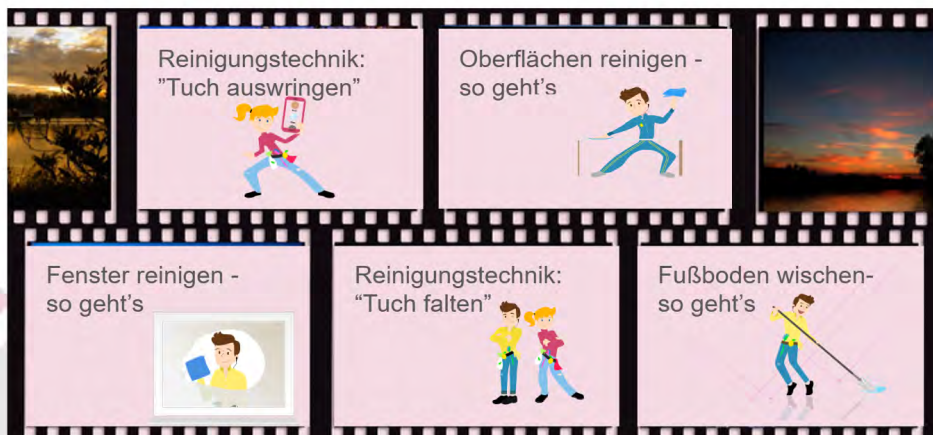 Reinigungstechnik:
”Tuch auswringen”
Oberflächen reinigen -
so geht’s
Fenster reinigen -
so geht’s
Reinigungstechnik:
“Tuch falten”
Fußboden wischen-
so geht’s